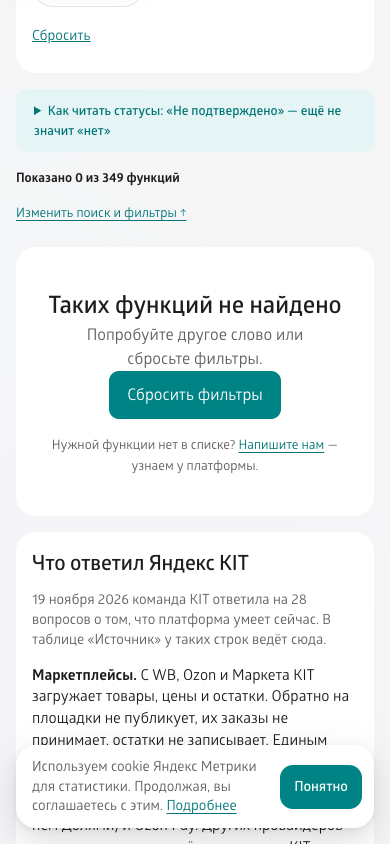 Сбросить
▶ Как читать статусы: «Не подтверждено» — ещё не
значит «нет»
Показано 0 из 349 функций
Изменить поиск и фильтры ↑
Таких функций не найдено
Попробуйте другое слово или
сбросьте фильтры.
Сбросить фильтры
Нужной функции нет в списке? Напишите нам —
узнаем у платформы.
Что ответил Яндекс KIT
19 ноября 2026 команда KIT ответила на 28
вопросов о том, что платформа умеет сейчас. В
таблице «Источник» у таких строк ведёт сюда.
Маркетплейсы. С WB, Ozon и Маркета KIT
загружает товары, цены и остатки. Обратно на
площадки не публикует, их заказы не
принимает, остатки не записывает. Единым
Используем cookie Яндекс Метрики
для статистики. Продолжая, вы
соглашаетесь с этим. Подробнее
Понятно